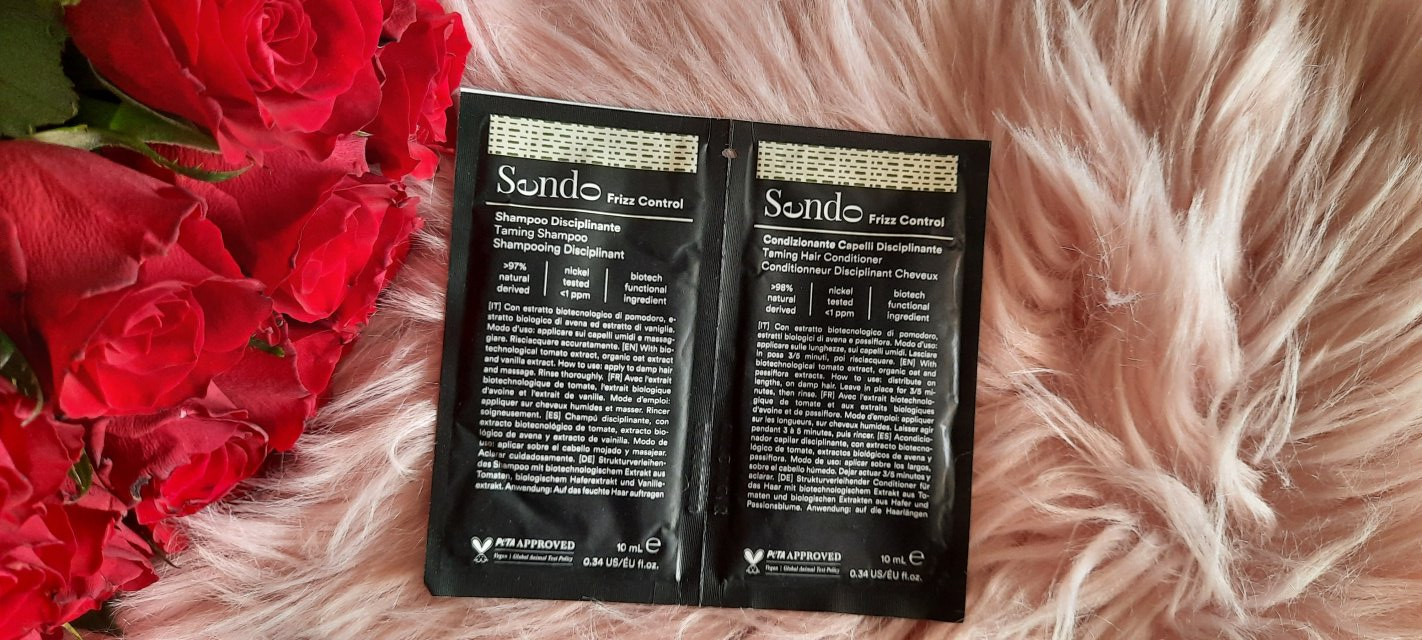 Sendo Frizz Control
Shampoo Disciplinante
Taming Shampoo
Shampooing Disciplinant
>97% natural derived
nickel tested <1 ppm
biotech functional ingredient
[IT] Con estratto biotecnologico di pomodoro, e-
stratto biologico di avena ed estratto di vaniglia.
Modo d'uso: applicare sui capelli umidi e massag-
giare. Risciacquare accuratamente. [EN] With bio-
technological tomato extract, organic oat extract
and vanilla extract. How to use: apply to damp hair
and massage. Rinse thoroughly. [FR] Avec l'extrait
biotechnologique de tomate, l'extrait biologique
d'avoine et l'extrait de vanille. Mode d'emploi:
appliquer sur cheveux humides et masser. Rincer
soigneusement. [ES] Champú disciplinante, con
extracto biotecnológico de tomate, extracto bio-
lógico de avena y extracto de vainilla. Modo de
uso: aplicar sobre el cabello mojado y masajear.
Aclarar cuidadosamente. [DE] Strukturverleihen-
des Shampoo mit biotechnologischem Extrakt aus
Tomaten, biologischem Haferextrakt und Vanille-
extrakt. Anwendung: Auf das feuchte Haar auftragen
PETA APPROVED
Vegan | Global Animal Test Policy
10 mL e
0.34 US/EU fl.oz.
Sendo Frizz Control
Condizionante Capelli Disciplinante
Taming Hair Conditioner
Conditionneur Disciplinant Cheveux
>98% natural derived
nickel tested <1 ppm
biotech functional ingredient
[IT] Con estratto biotecnologico di pomodoro,
estratti biologici di avena e passiflora. Modo d'uso:
applicare sulle lunghezze, sui capelli umidi. Lasciare
in posa 3/5 minuti, poi risciacquare. [EN] With
biotechnological tomato extract, organic oat and
passiflora extracts. How to use: distribute on
lengths, on damp hair. Leave in place for 3/5 mi-
nutes, then rinse. [FR] Avec l'extrait biotechnolo-
gique de tomate et aux extraits biologiques
d'avoine et de passiflore. Mode d'emploi: appliquer
sur les longueurs, sur cheveux humides. Laisser agir
pendant 3 à 5 minutes, puis rincer. [ES] Acondicio-
nador capilar disciplinante, con extracto biotecno-
lógico de tomate, extractos biológicos de avena y
passiflora. Modo de uso: aplicar sobre los largos,
sobre el cabello húmedo. Dejar actuar 3/5 minutos y
aclarar. [DE] Strukturverleihender Conditioner für
das Haar mit biotechnologischem Extrakt aus To-
maten und biologischen Extrakten aus Hafer und
Passionsblume. Anwendung: auf die Haarlängen
PETA APPROVED
Vegan | Global Animal Test Policy
10 mL e
0.34 US/EU fl.oz.